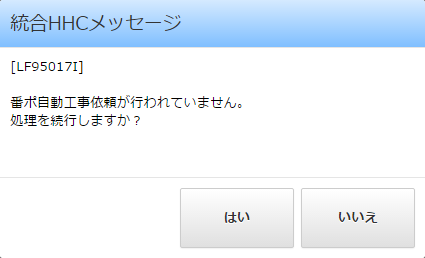 統合HHCメッセージ
[LF95017I]
番ポ自動工事依頼が行われていません。
処理を続行しますか？
はい
いいえ